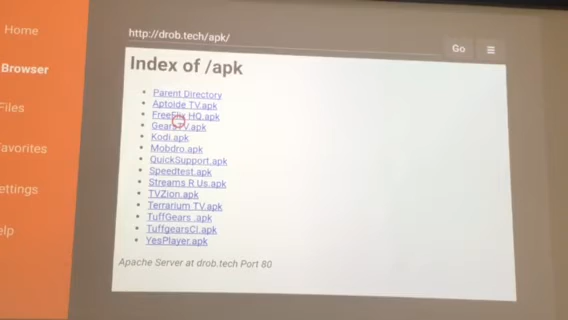 Home
Browser
Files
avorites
ettings
elp
http://drob.tech/apk/
Go
Index of /apk
Parent Directory
Aptoide TV.apk
FreeFlix HQ.apk
GearsTV.apk
Kodi.apk
Mobdro.apk
QuickSupport.apk
Speedtest.apk
Streams R Us.apk
TVZion.apk
Terrarium TV.apk
TuffGears .apk
TuffgearsCl.apk
YesPlayer.apk
Apache Server at drob.tech Port 80